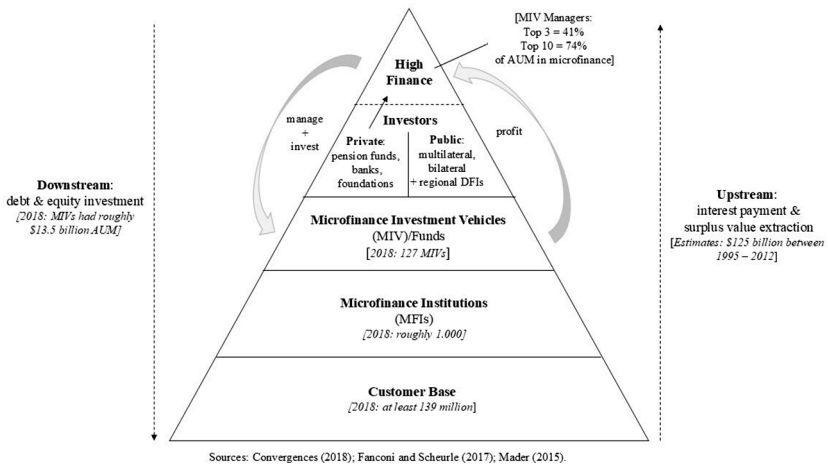 [MIV Managers:
Top 3 = 41%
Top 10 = 74%
of AUM in microfinance]
High
Finance
manage
+
invest
profit
Investors
Private:
pension funds,
banks,
foundations
Public:
multilateral,
bilateral
+ regional DFIs
Downstream:
debt & equity investment
[2018: MIVs had roughly
$13.5 billion AUM]
Upstream:
interest payment &
surplus value extraction
[Estimates: $125 billion between
1995 – 2012]
Microfinance Investment Vehicles
(MIV)/Funds
[2018: 127 MIVs]
Microfinance Institutions
(MFIs)
[2018: roughly 1.000]
Customer Base
[2018: at least 139 million]
Sources: Convergences (2018); Fanconi and Scheurle (2017); Mader (2015).